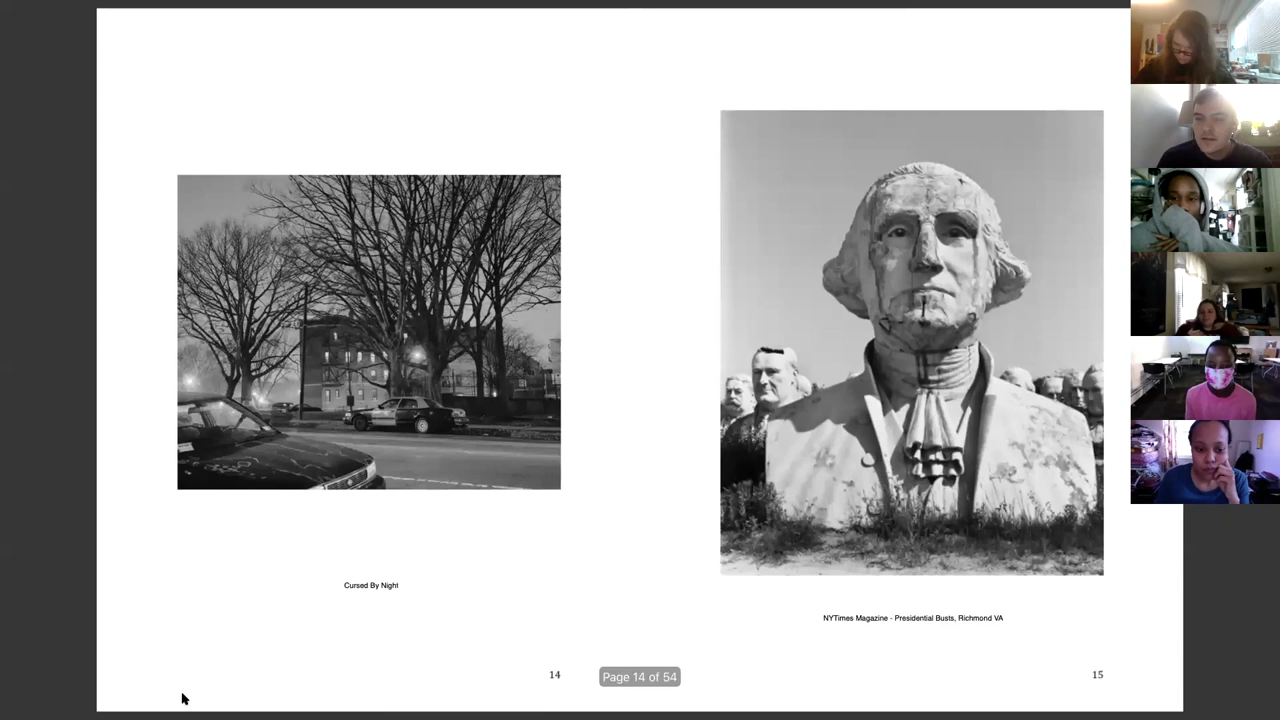 Cursed By Night
NYTimes Magazine - Presidential Busts, Richmond VA
14
Page 14 of 54
15